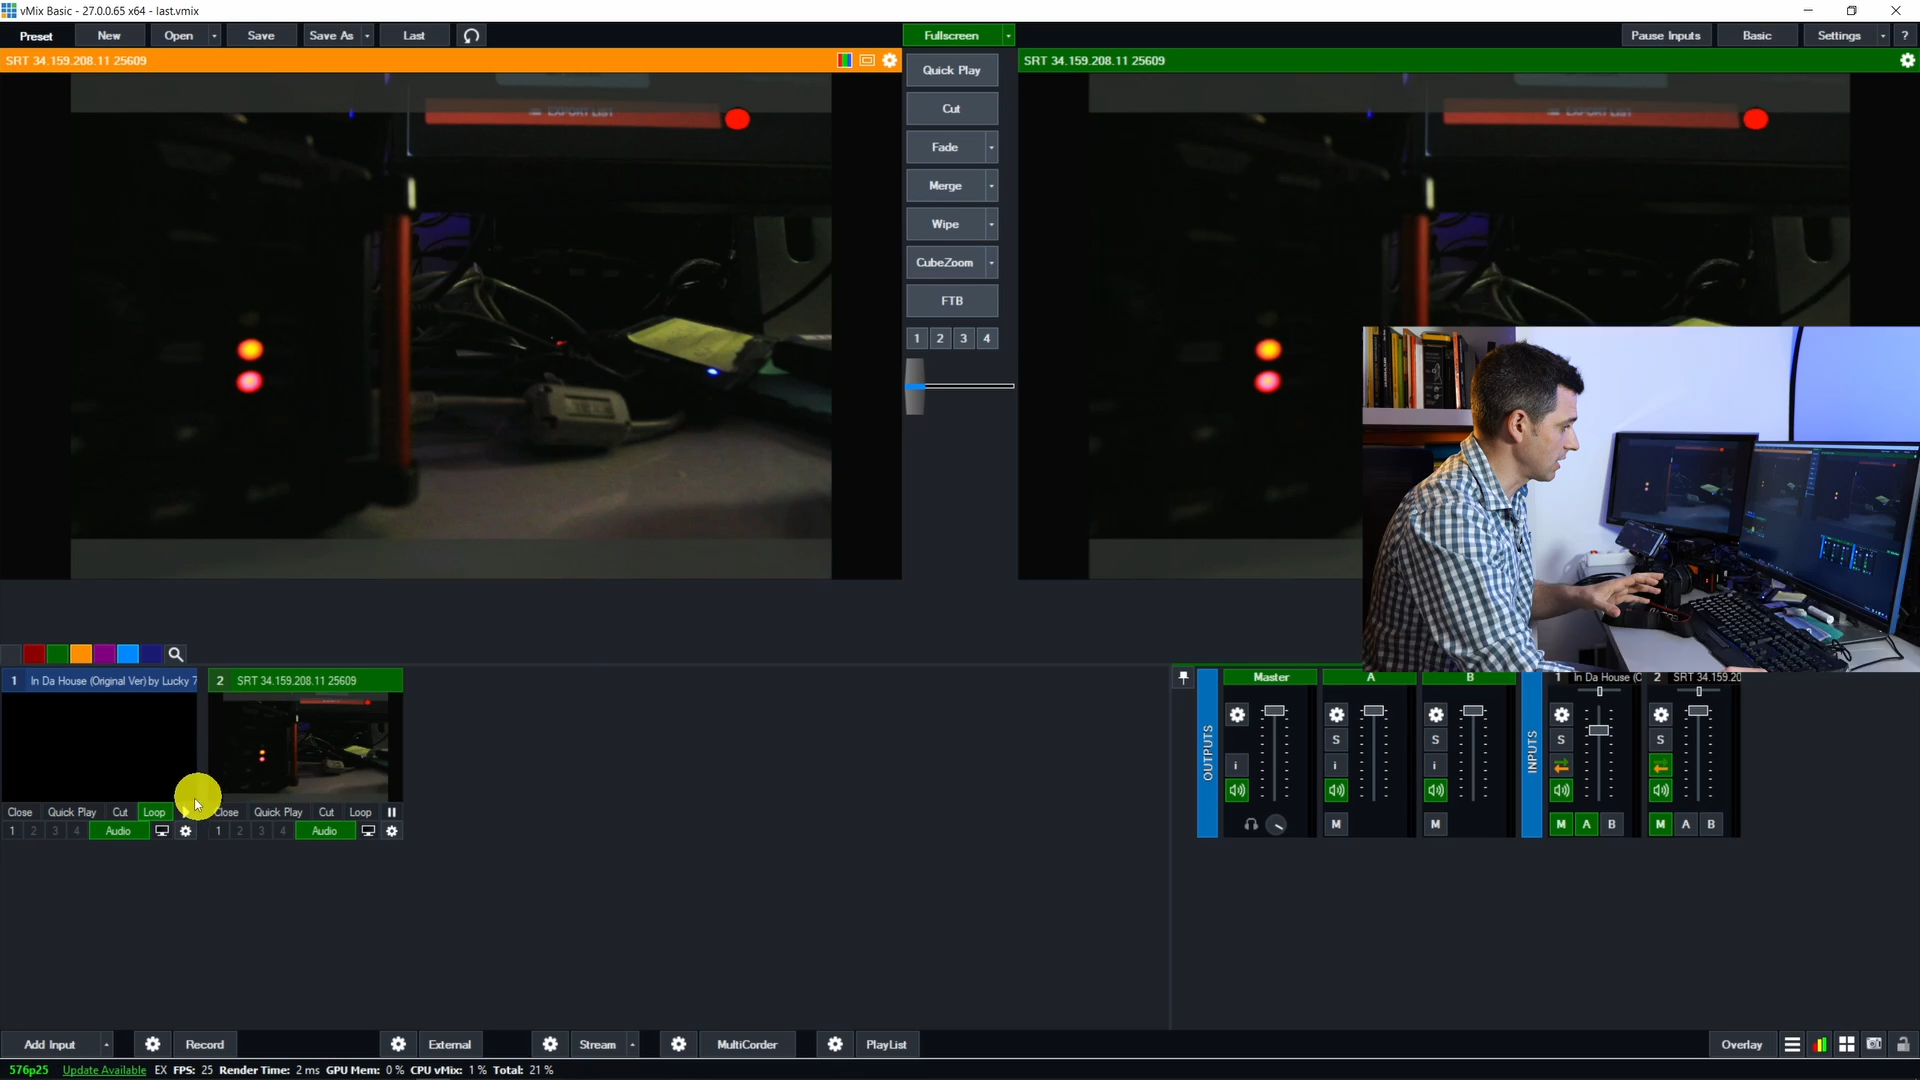 vMix Basic - 27.0.0.65 x64 - last.vmix
Preset New Open Save Save As Last Fullscreen Pause Inputs Basic Settings ?
SRT 34.159.208.11 25609
SRT 34.159.208.11 25609
EXPORT LIST
EXPORT LIST
Quick Play
Cut
Fade
Merge
Wipe
CubeZoom
FTB
1 2 3 4
1 In Da House (Original Ver) by Lucky 7
2 SRT 34.159.208.11 25609
Close Quick Play Cut Loop
Close Quick Play Cut Loop
1 2 3 4 Audio
1 2 3 4 Audio
OUTPUTS
Master A B
INPUTS
1 In Da House (O
2 SRT 34.159.20
S S S S
i i i
M M M A B M A B
Add Input Record External Stream MultiCorder PlayList Overlay
576p25 Update Available EX FPS: 25 Render Time: 2 ms GPU Mem: 0 % CPU vMix: 1 % Total: 21 %